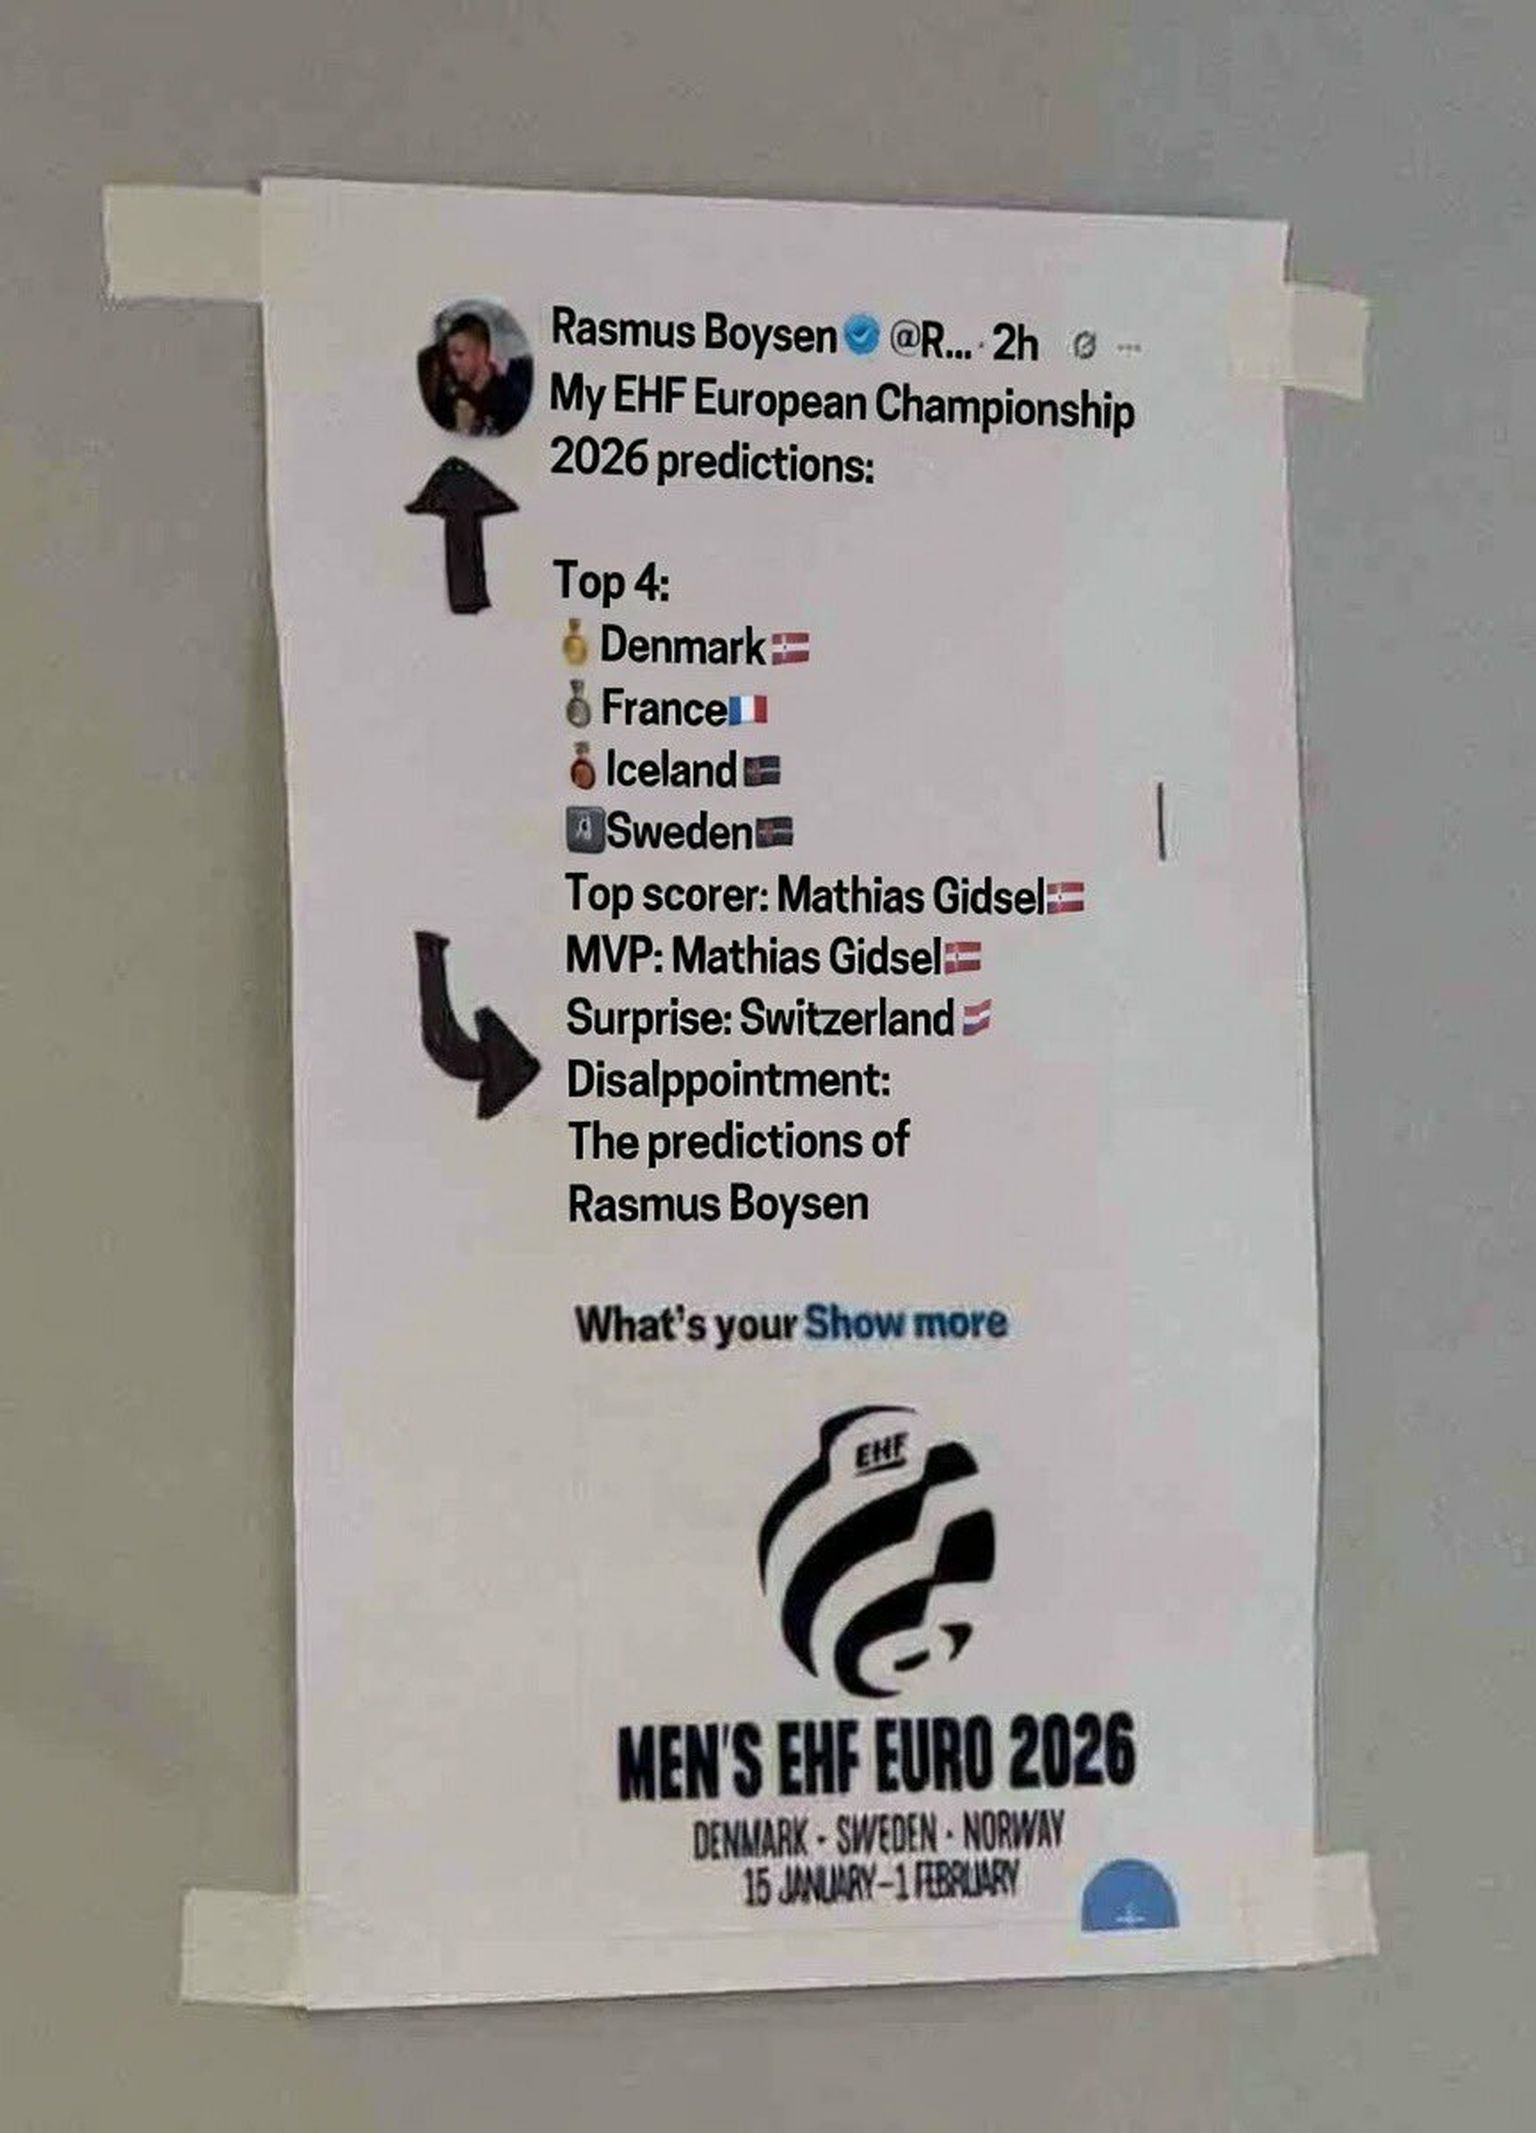 Rasmus Boysen @R... · 2h
My EHF European Championship
2026 predictions:
Top 4:
Denmark
France
Iceland
Sweden
Top scorer: Mathias Gidsel
MVP: Mathias Gidsel
Surprise: Switzerland
Disalppointment:
The predictions of
Rasmus Boysen
What's your Show more
EHF
MEN'S EHF EURO 2026
DENMARK · SWEDEN · NORWAY
15 JANUARY–1 FEBRUARY